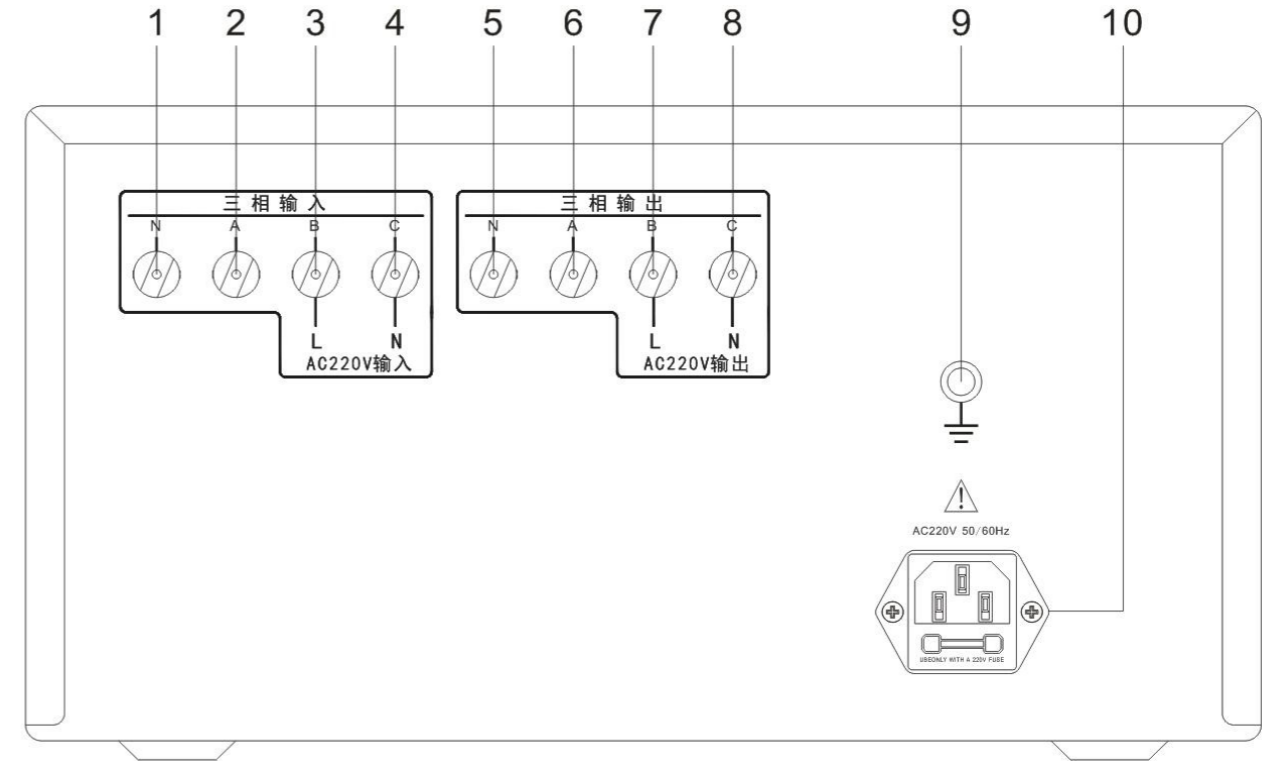 1 2 3 4 5 6 7 8 9 10
三相输入 三相输出
N A B C N A B C
L N L N
AC220V输入 AC220V输出
AC220V 50/60Hz
USEONLY WITH A 220V FUSE